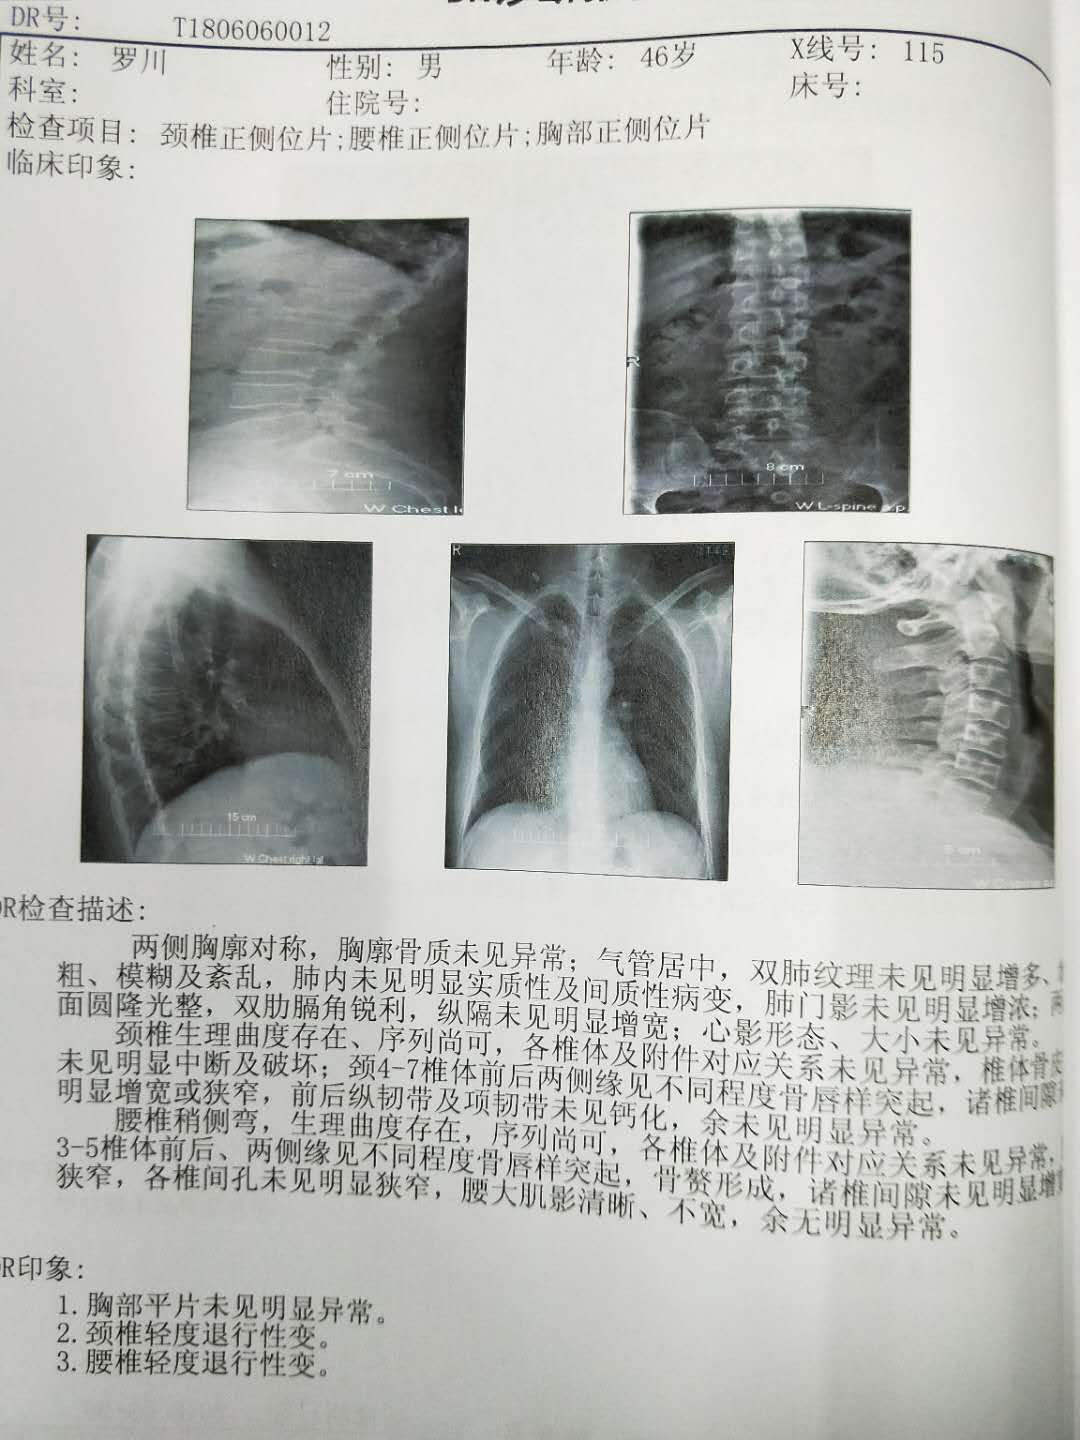 DR号: T1806060012
姓名: 罗川 性别: 男 年龄: 46岁 X线号: 115
科室: 住院号: 床号:
检查项目: 颈椎正侧位片;腰椎正侧位片;胸部正侧位片
临床印象:
R
7 cm
W Chest l
8 cm
W L-spine a.p
R
15 cm
W Chest right lat
R
5 cm
R检查描述:
两侧胸廓对称，胸廓骨质未见异常；气管居中，双肺纹理未见明显增多、
粗、模糊及紊乱，肺内未见明显实质性及间质性病变，肺门影未见明显增浓；两
面圆隆光整，双肋膈角锐利，纵隔未见明显增宽；心影形态、大小未见异常。
颈椎生理曲度存在、序列尚可，各椎体及附件对应关系未见异常，椎体骨皮
未见明显中断及破坏；颈4-7椎体前后两侧缘见不同程度骨唇样突起，诸椎间隙
明显增宽或狭窄，前后纵韧带及项韧带未见钙化，余未见明显异常。
腰椎稍侧弯，生理曲度存在，序列尚可，各椎体及附件对应关系未见异常，
3-5椎体前后、两侧缘见不同程度骨唇样突起，骨赘形成，诸椎间隙未见明显增
狭窄，各椎间孔未见明显狭窄，腰大肌影清晰、不宽，余无明显异常。
R印象:
1.胸部平片未见明显异常。
2.颈椎轻度退行性变。
3.腰椎轻度退行性变。